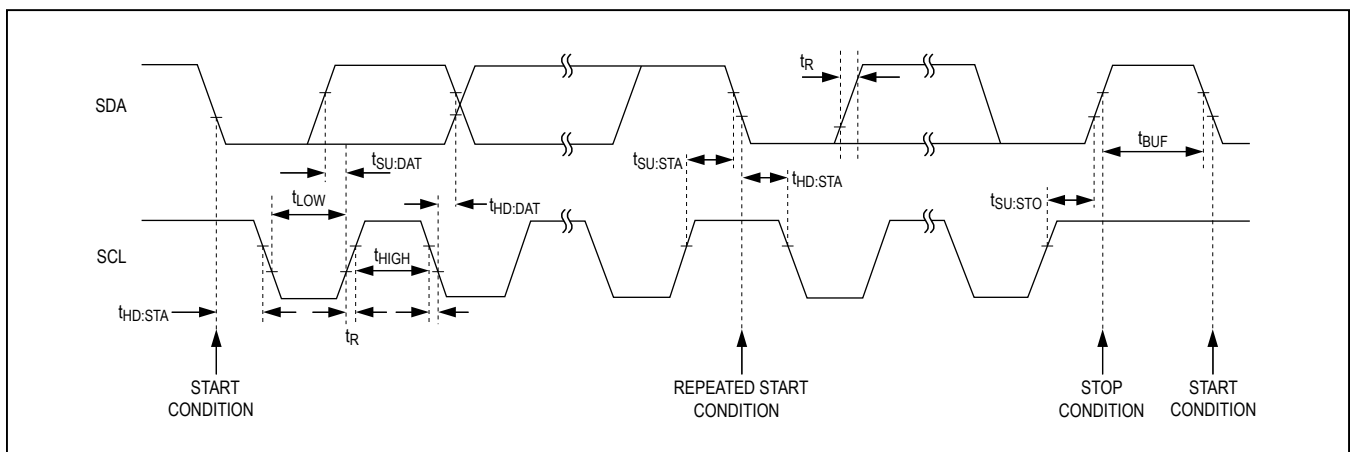 tR
SDA
tSU:DAT
tSU:STA
tBUF
tLOW
tHD:STA
tHD:DAT
tSU:STO
SCL
tHIGH
tHD:STA
tR
START
CONDITION
REPEATED START
CONDITION
STOP
CONDITION
START
CONDITION